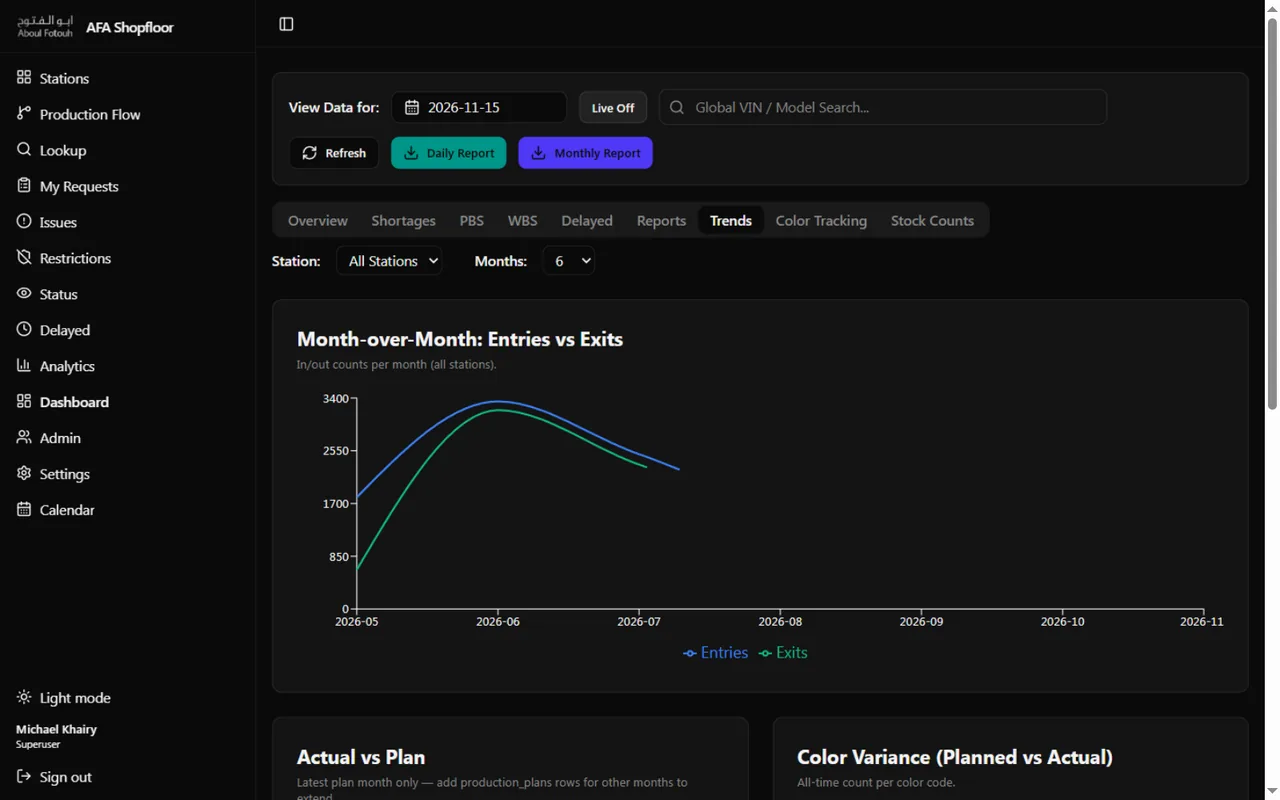 ابو الفتوح
Aboul Fotouh
AFA Shopfloor
Stations
Production Flow
Lookup
My Requests
Issues
Restrictions
Status
Delayed
Analytics
Dashboard
Admin
Settings
Calendar
Light mode
Michael Khairy
Superuser
Sign out
View Data for:
2026-11-15
Live Off
Global VIN / Model Search...
Refresh
Daily Report
Monthly Report
Overview Shortages PBS WBS Delayed Reports Trends Color Tracking Stock Counts
Station: All Stations Months: 6
Month-over-Month: Entries vs Exits
In/out counts per month (all stations).
3400
2550
1700
850
0
2026-05 2026-06 2026-07 2026-08 2026-09 2026-10 2026-11
Entries Exits
Actual vs Plan
Latest plan month only — add production_plans rows for other months to
extend.
Color Variance (Planned vs Actual)
All-time count per color code.